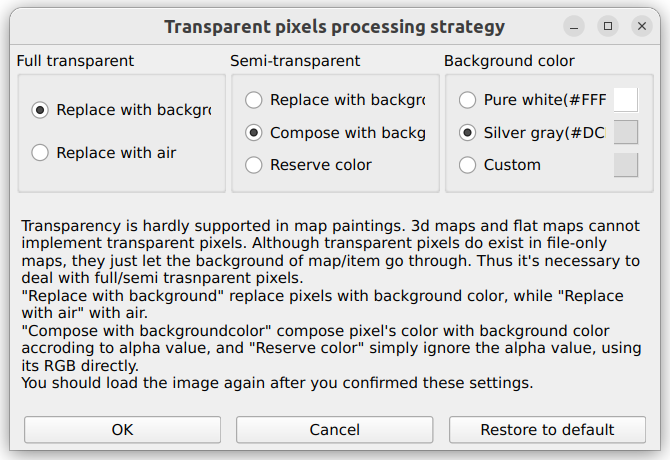 Transparent pixels processing strategy
Full transparent
Semi-transparent
Background color
Replace with backgr
Replace with air
Replace with backgr
Compose with backg
Reserve color
Pure white(#FFF
Silver gray(#DC
Custom
Transparency is hardly supported in map paintings. 3d maps and flat maps cannot
implement transparent pixels. Although transparent pixels do exist in file-only
maps, they just let the background of map/item go through. Thus it's necessary to
deal with full/semi trasnparent pixels.
"Replace with background" replace pixels with background color, while "Replace
with air" with air.
"Compose with backgroundcolor" compose pixel's color with background color
accroding to alpha value, and "Reserve color" simply ignore the alpha value, using
its RGB directly.
You should load the image again after you confirmed these settings.
OK
Cancel
Restore to default